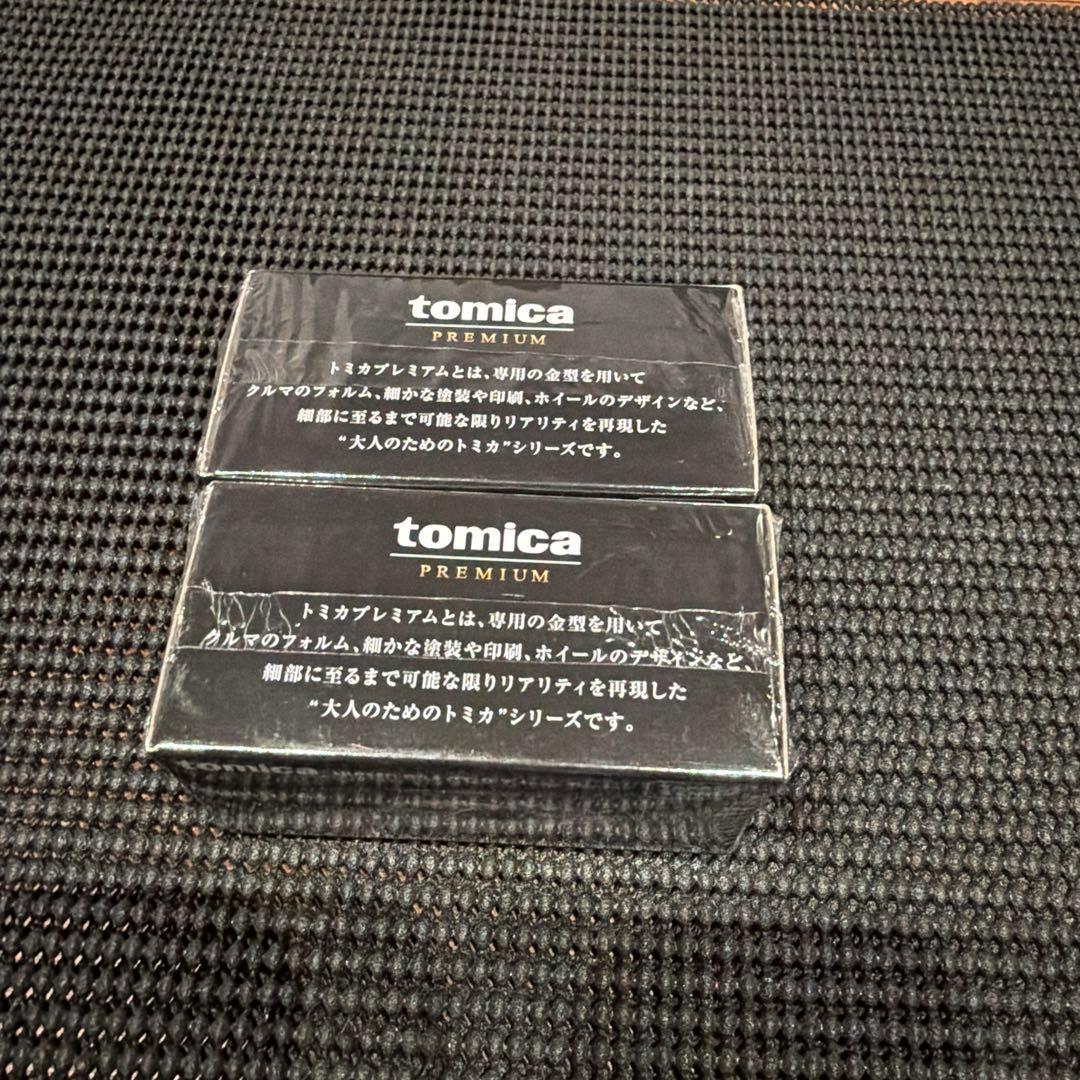 tomica
PREMIUM
トミカプレミアムとは、専用の金型を用いて
クルマのフォルム、細かな塗装や印刷、ホイールのデザインなど、
細部に至るまで可能な限りリアリティを再現した
“大人のためのトミカ”シリーズです。
tomica
PREMIUM
トミカプレミアムとは、専用の金型を用いて
クルマのフォルム、細かな塗装や印刷、ホイールのデザインなど、
細部に至るまで可能な限りリアリティを再現した
“大人のためのトミカ”シリーズです。
tomica